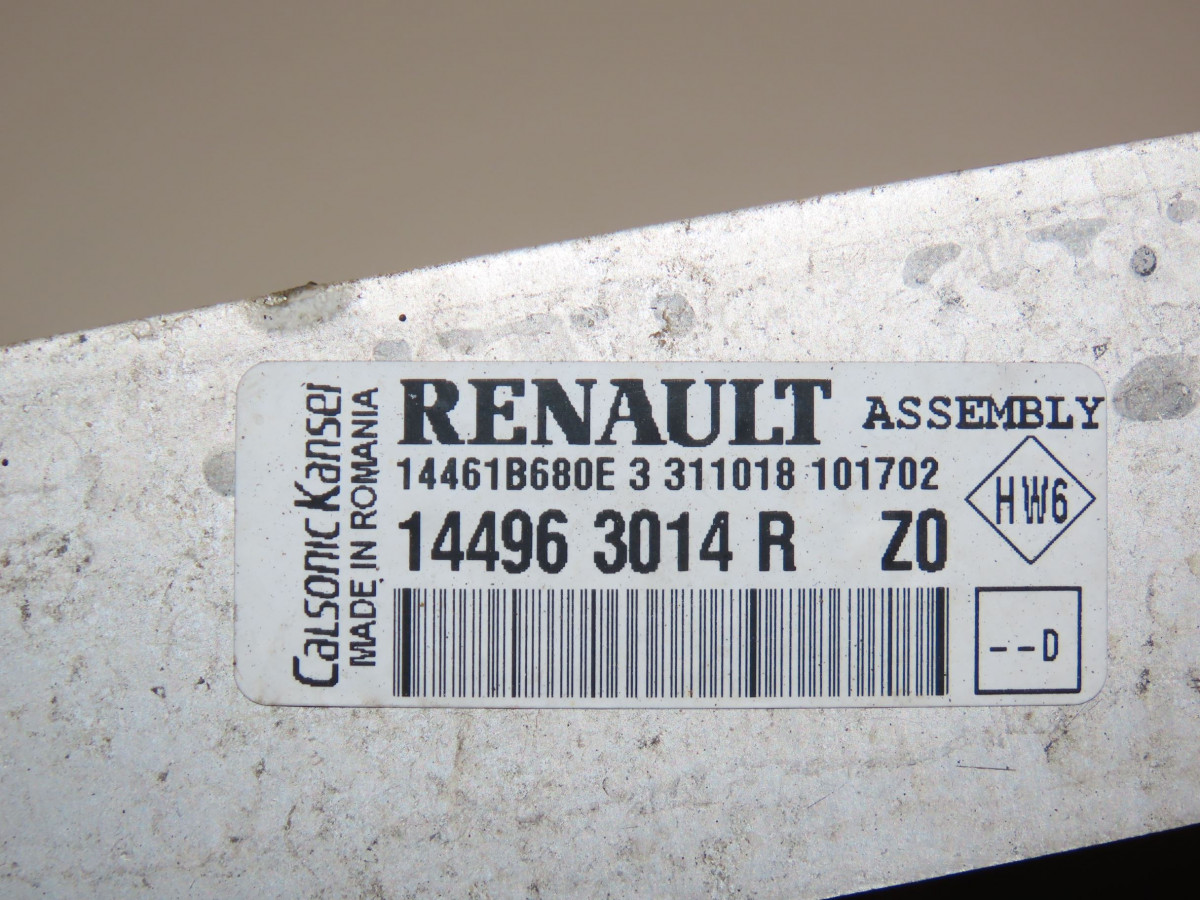 Calsonic Kansei
MADE IN ROMANIA
RENAULT ASSEMBLY
14461B680E 3 311018 101702
14496 3014 R Z0
HW6
--D